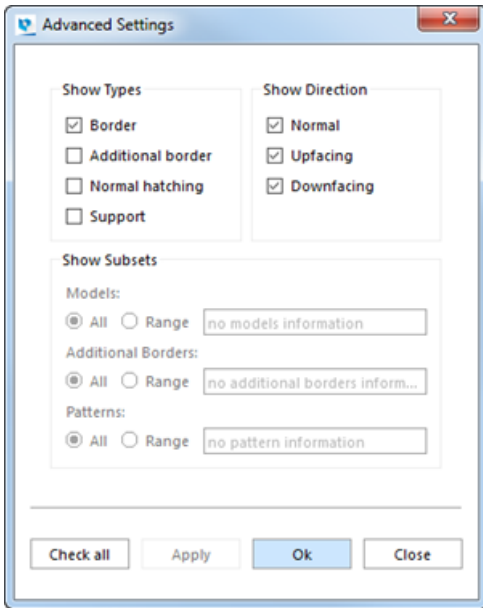 Advanced Settings
Show Types
Border
Additional border
Normal hatching
Support
Show Direction
Normal
Upfacing
Downfacing
Show Subsets
Models:
All Range no models information
Additional Borders:
All Range no additional borders inform...
Patterns:
All Range no pattern information
Check all Apply Ok Close